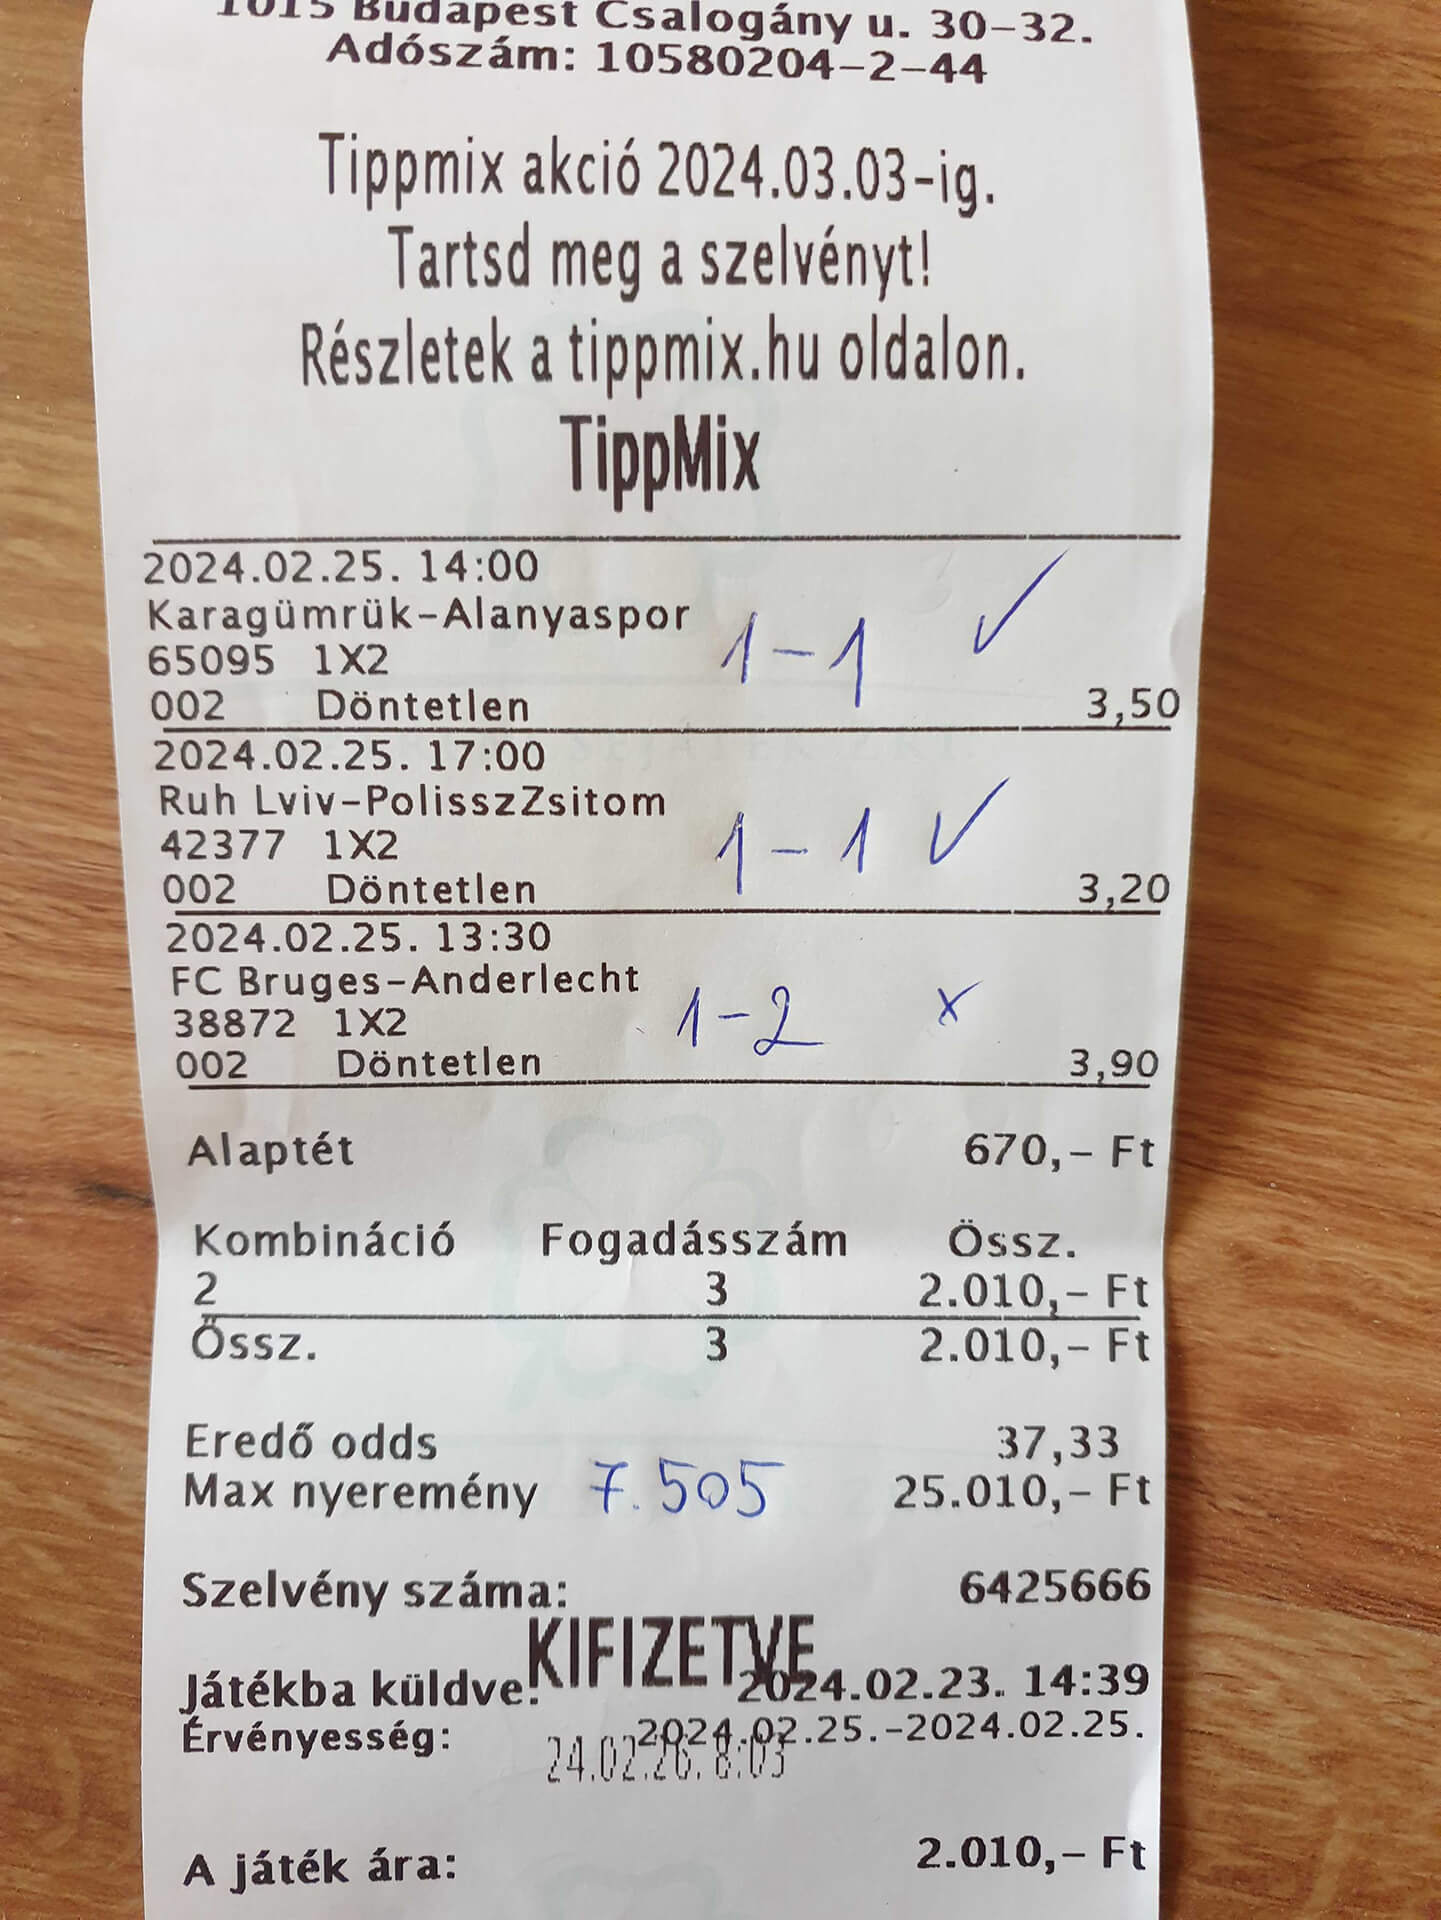 1015 Budapest Csalogány u. 30-32.
Adószám: 10580204-2-44
Tippmix akció 2024.03.03-ig.
Tartsd meg a szelvényt!
Részletek a tippmix.hu oldalon.
TippMix
2024.02.25. 14:00
Karagümrük-Alanyaspor 1-1 ✓
65095 1X2
002 Döntetlen 3,50
2024.02.25. 17:00
Ruh Lviv-PolisszZsitom
42377 1X2 1-1 ✓
002 Döntetlen 3,20
2024.02.25. 13:30
FC Bruges-Anderlecht
38872 1X2 1-2 x
002 Döntetlen 3,90
Alaptét 670,- Ft
Kombináció Fogadásszám Össz.
2 3 2.010,- Ft
Össz. 3 2.010,- Ft
Eredő odds 37,33
Max nyeremény 7.505 25.010,- Ft
Szelvény száma: 6425666
KIFIZETVE
Játékba küldve: 2024.02.23. 14:39
Érvényesség: 2024.02.25.-2024.02.25.
24.02.26. 8:03
A játék ára: 2.010,- Ft